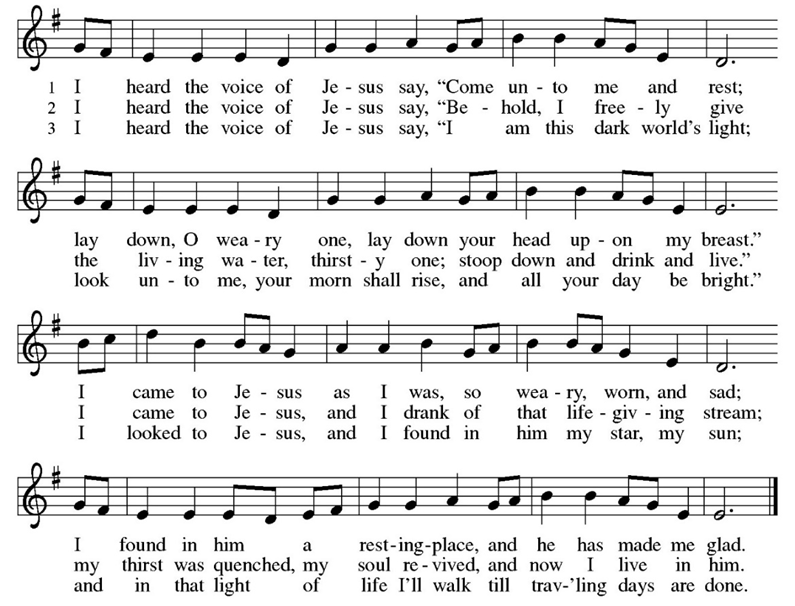 1 I heard the voice of Je - sus say, “Come un - to me and rest;
2 I heard the voice of Je - sus say, “Be - hold, I free - ly give
3 I heard the voice of Je - sus say, “I am this dark world’s light;
lay down, O wea - ry one, lay down your head up - on my breast.”
the liv - ing wa - ter, thirst - y one; stoop down and drink and live.”
look un - to me, your morn shall rise, and all your day be bright.”
I came to Je - sus as I was, so wea - ry, worn, and sad;
I came to Je - sus, and I drank of that life - giv - ing stream;
I looked to Je - sus, and I found in him my star, my sun;
I found in him a rest - ing - place, and he has made me glad.
my thirst was quenched, my soul re - vived, and now I live in him.
and in that light of life I’ll walk till trav - ’ling days are done.